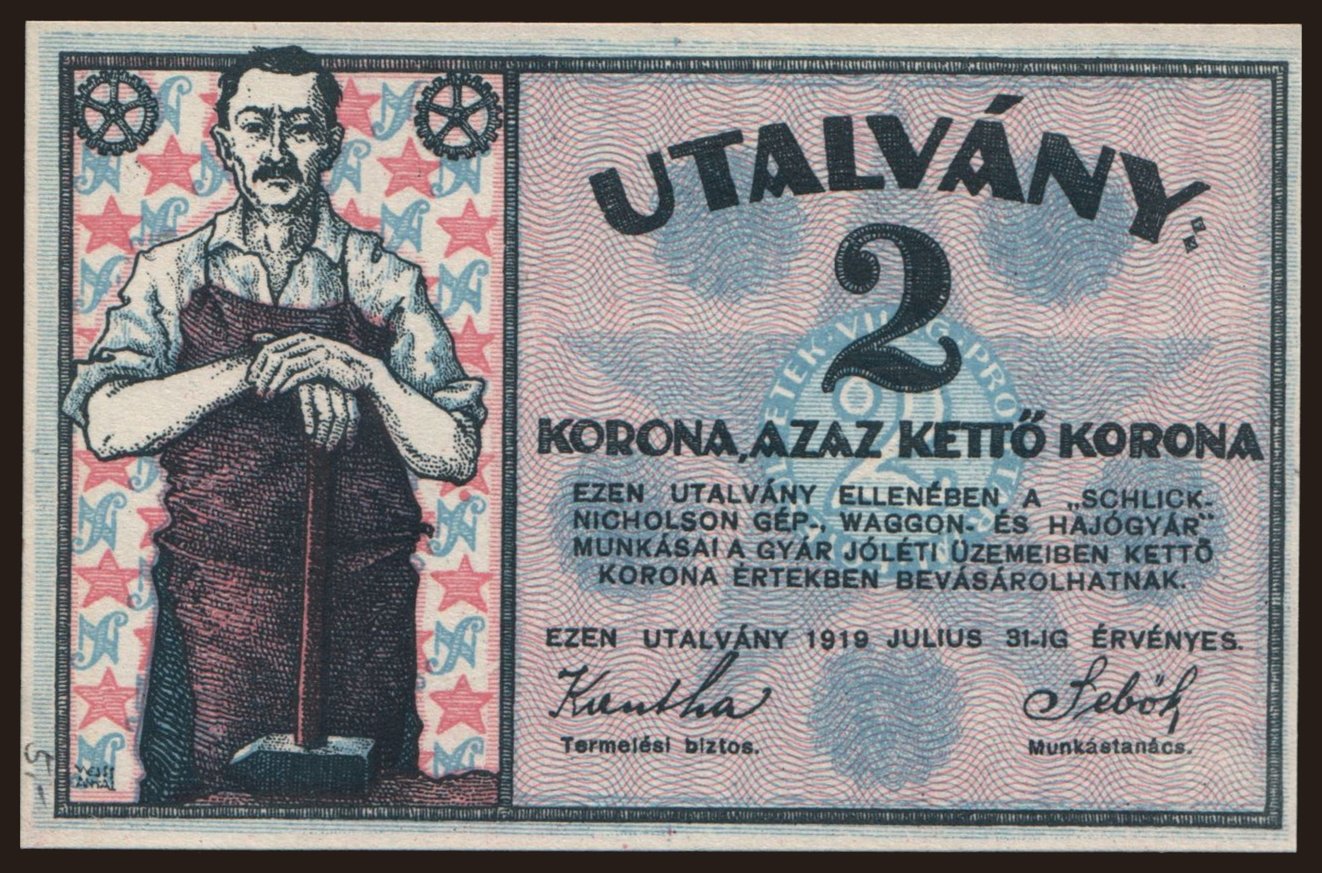 UTALVÁNY:
2
KORONA, AZAZ KETTŐ KORONA
EZEN UTALVÁNY ELLENÉBEN A „SCHLICK-
NICHOLSON GÉP-, WAGGON- ÉS HAJÓGYÁR”
MUNKÁSAI A GYÁR JÓLÉTI ÜZEMEIBEN KETTŐ
KORONA ÉRTEKBEN BEVÁSÁROLHATNAK.
EZEN UTALVÁNY 1919 JULIUS 31-IG ÉRVÉNYES.
Kuntha Sebők
Termelési biztos. Munkástanács.